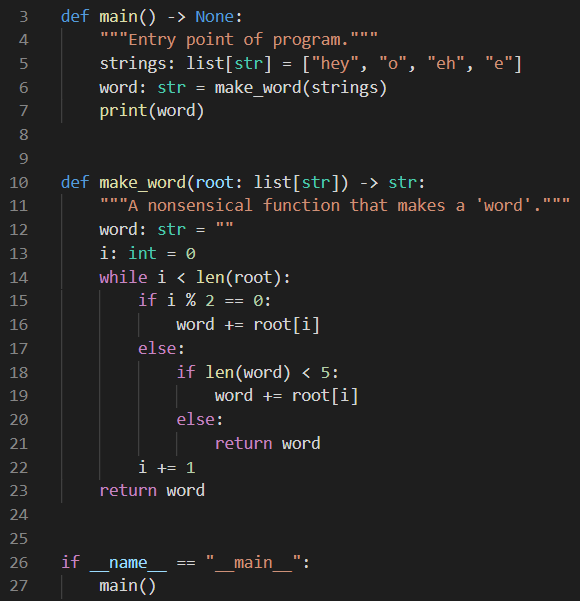 3 def main() -> None:
4     """Entry point of program."""
5     strings: list[str] = ["hey", "o", "eh", "e"]
6     word: str = make_word(strings)
7     print(word)
8
9
10 def make_word(root: list[str]) -> str:
11     """A nonsensical function that makes a 'word'."""
12     word: str = ""
13     i: int = 0
14     while i < len(root):
15         if i % 2 == 0:
16             word += root[i]
17         else:
18             if len(word) < 5:
19                 word += root[i]
20             else:
21                 return word
22         i += 1
23     return word
24
25
26 if __name__ == "__main__":
27     main()